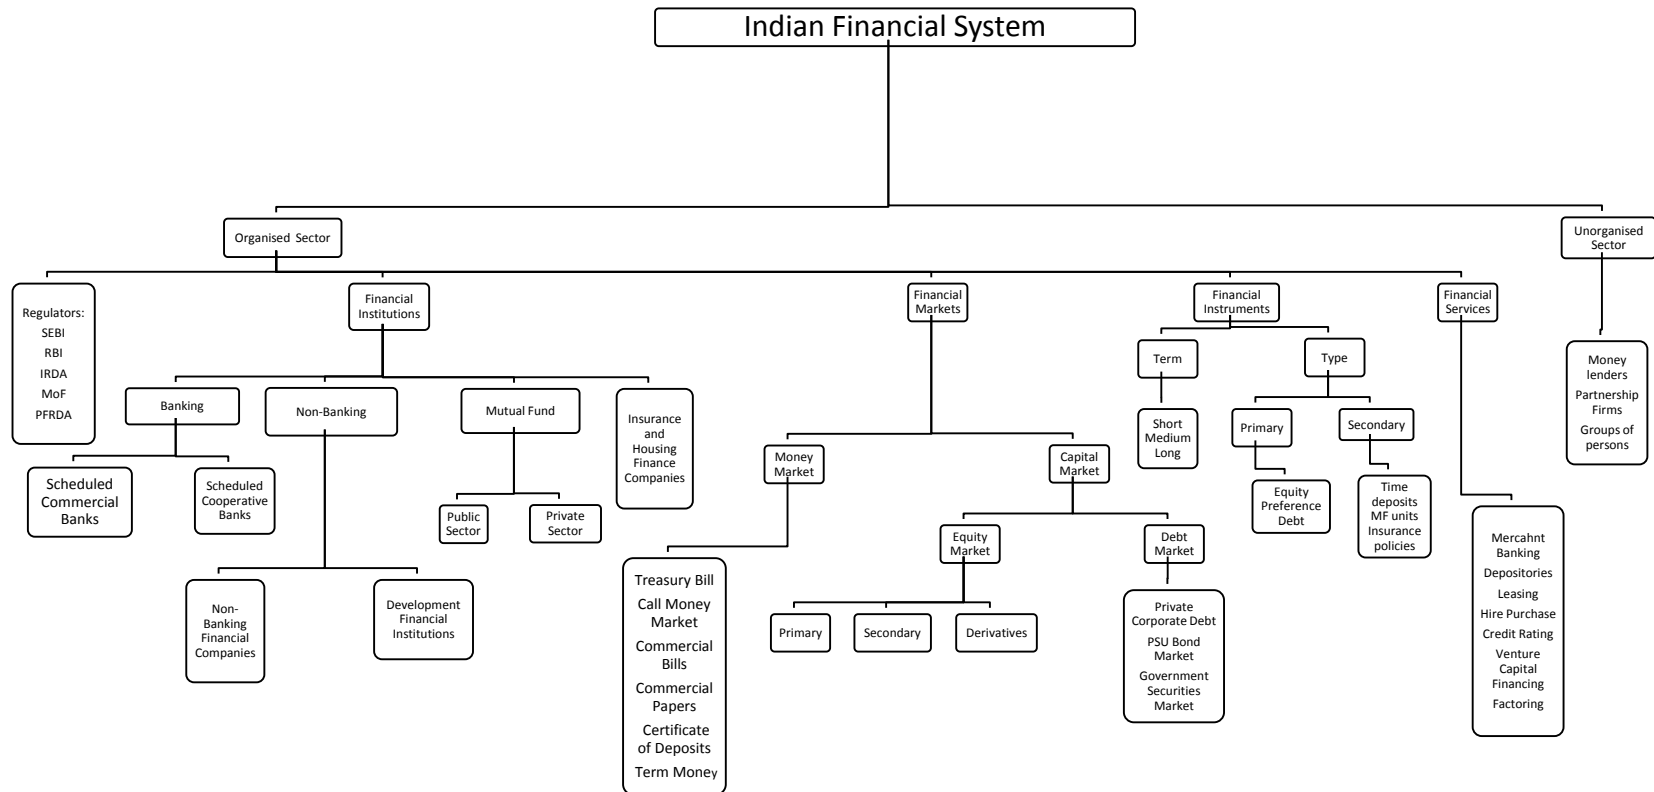 Indian Financial System
Organised Sector
Unorganised
Sector
Regulators:
SEBI
RBI
IRDA
MoF
PFRDA
Financial
Institutions
Financial
Markets
Financial
Instruments
Financial
Services
Money
lenders
Partnership
Firms
Groups of
persons
Term
Type
Banking
Non-Banking
Mutual Fund
Insurance
and
Housing
Finance
Companies
Short
Medium
Long
Primary
Secondary
Money
Market
Capital
Market
Scheduled
Commercial
Banks
Scheduled
Cooperative
Banks
Public
Sector
Private
Sector
Equity
Preference
Debt
Time
deposits
MF units
Insurance
policies
Equity
Market
Debt
Market
Mercahnt
Banking
Depositories
Leasing
Hire Purchase
Credit Rating
Venture
Capital
Financing
Factoring
Non-
Banking
Financial
Companies
Development
Financial
Institutions
Treasury Bill
Call Money
Market
Commercial
Bills
Commercial
Papers
Certificate
of Deposits
Term Money
Primary
Secondary
Derivatives
Private
Corporate Debt
PSU Bond
Market
Government
Securities
Market